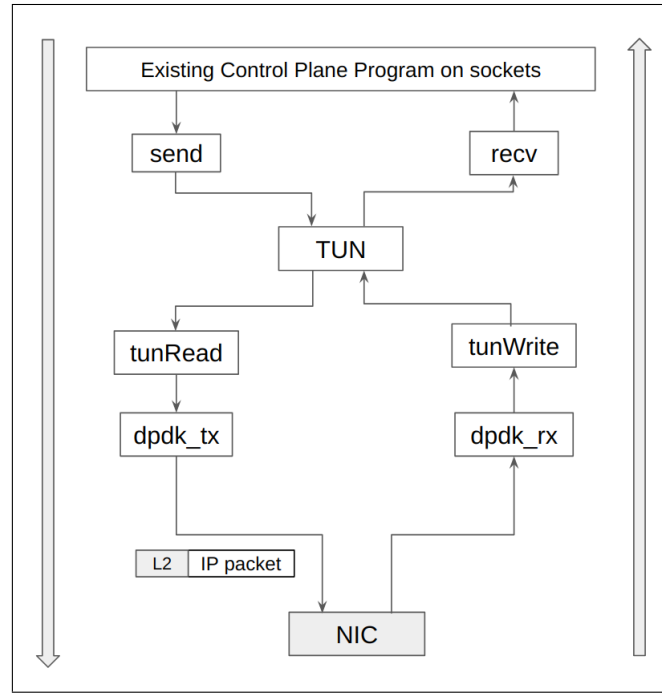 Existing Control Plane Program on sockets
send
recv
TUN
tunRead
tunWrite
dpdk_tx
dpdk_rx
L2 IP packet
NIC